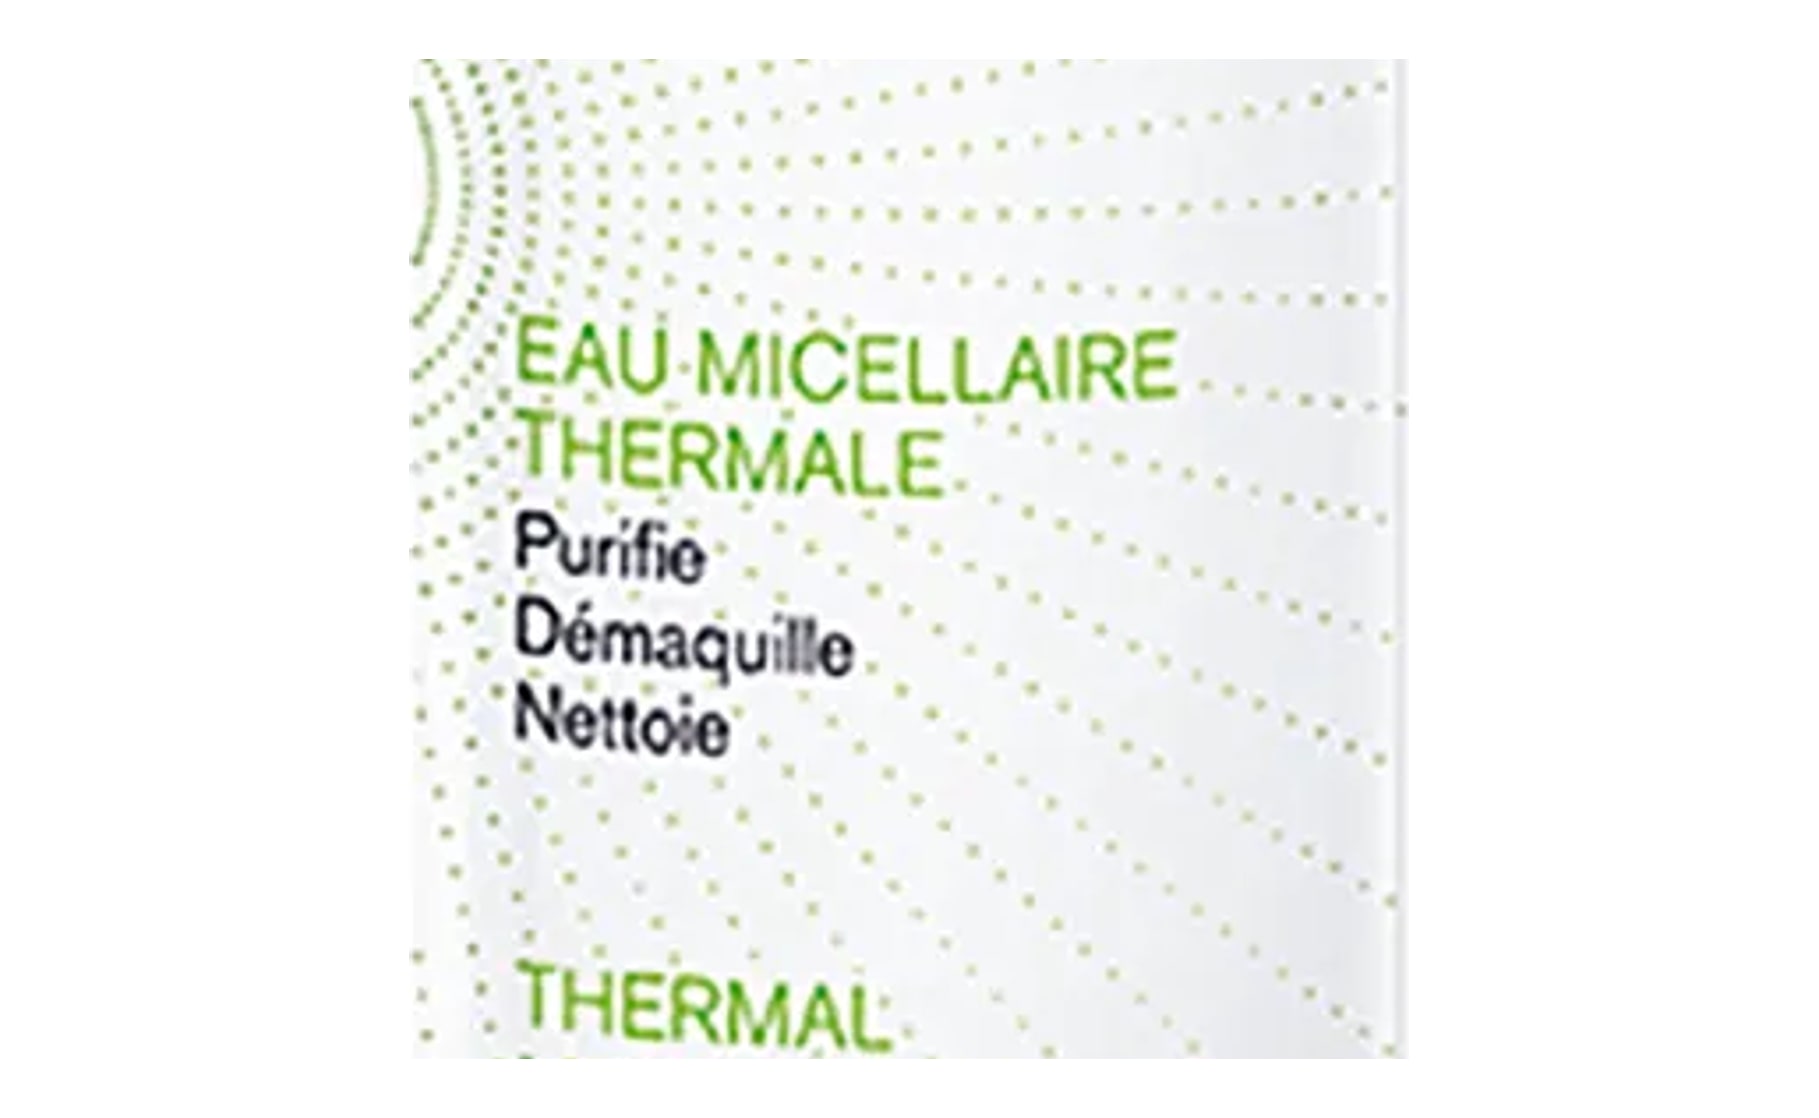 EAU MICELLAIRE
THERMALE
Purifie
Démaquille
Nettoie
THERMAL